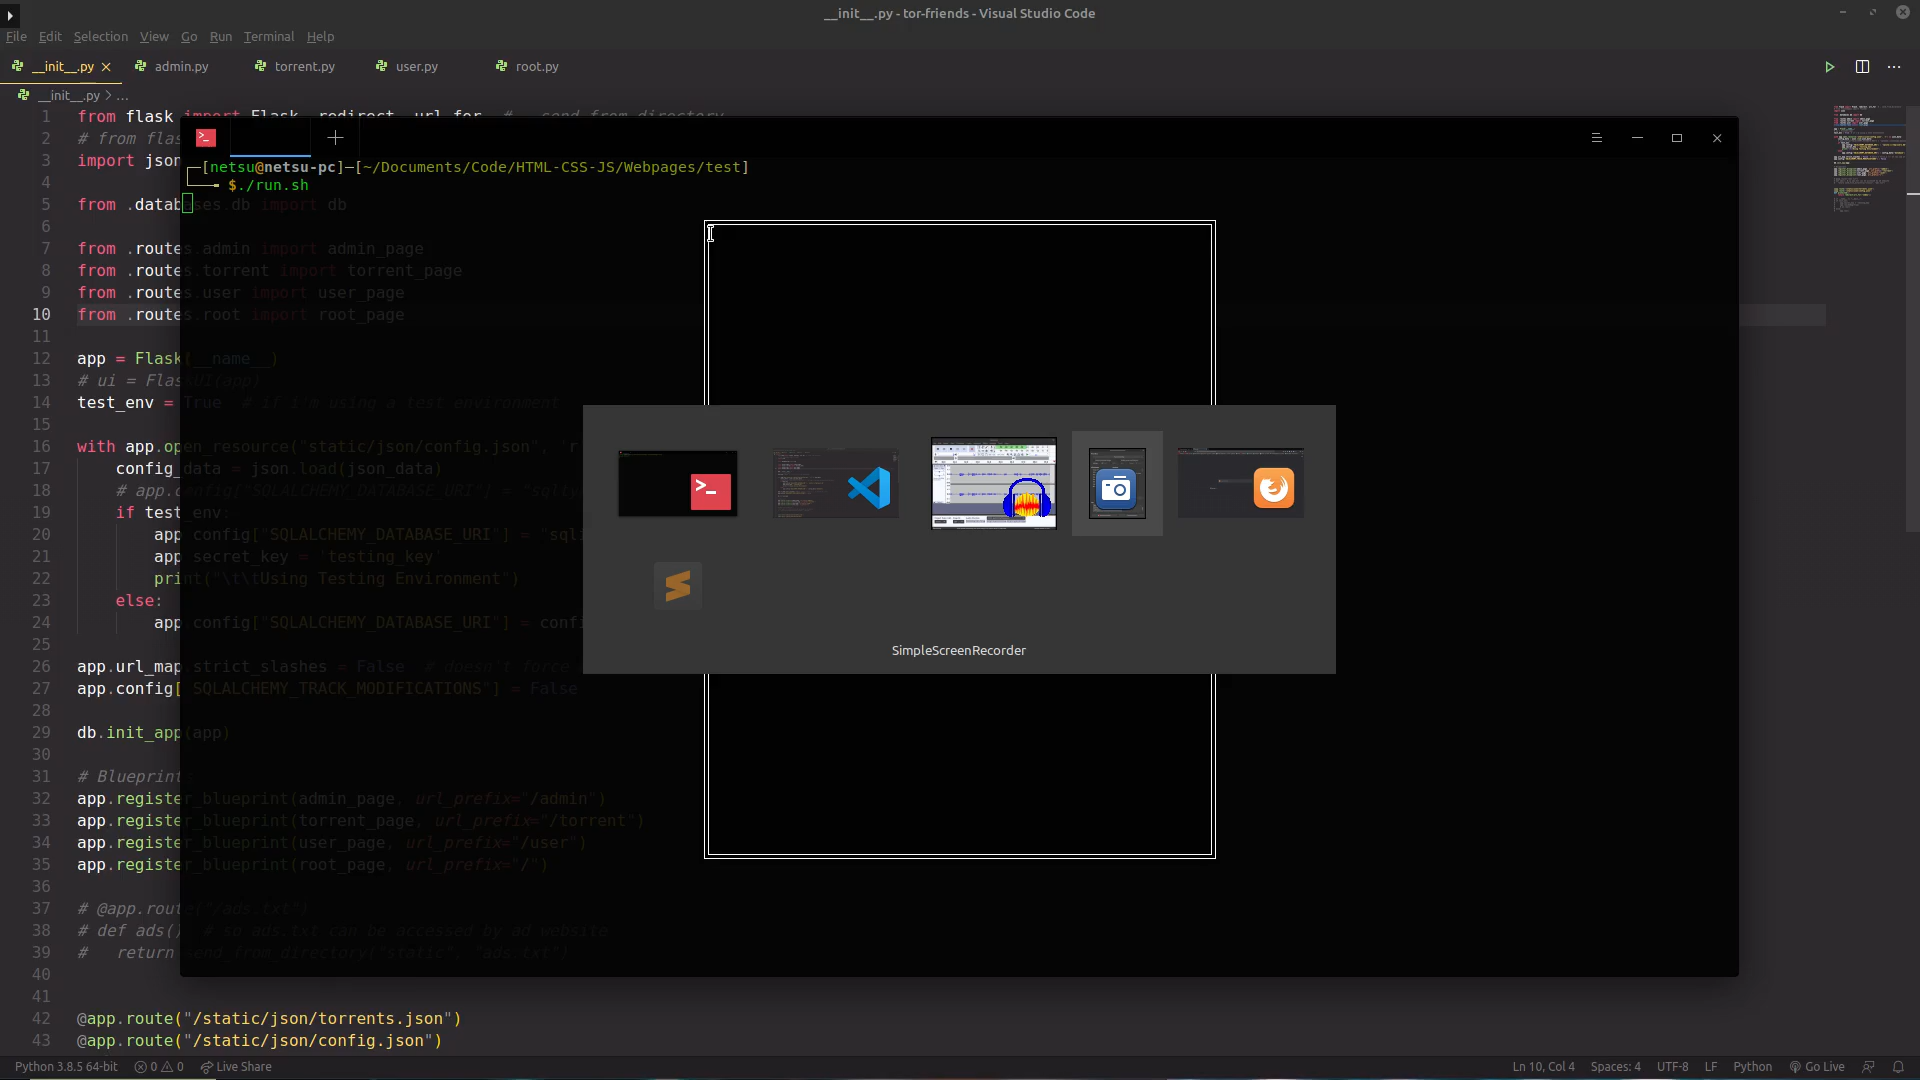 __init__.py - tor-friends - Visual Studio Code
File Edit Selection View Go Run Terminal Help
__init__.py admin.py torrent.py user.py root.py
__init__.py > ...
1 from flask import Flask, redirect, url_for # , send_from_directory
2 # from flas
3 import json
4
5 from .databases.db import db
6
7 from .routes.admin import admin_page
8 from .routes.torrent import torrent_page
9 from .routes.user import user_page
10 from .routes.root import root_page
11
12 app = Flask(__name__)
13 # ui = FlaskUI(app)
14 test_env = True # if i'm using a test environment
15
16 with app.open_resource("static/json/config.json", 'r
17 config_data = json.load(json_data)
18 # app.config["SQLALCHEMY_DATABASE_URI"] = "sqlit
19 if test_env:
20 app.config["SQLALCHEMY_DATABASE_URI"] = "sqli
21 app.secret_key = 'testing_key'
22 print("\t\tUsing Testing Environment")
23 else:
24 app.config["SQLALCHEMY_DATABASE_URI"] = confi
25
26 app.url_map.strict_slashes = False # doesn't force
27 app.config["SQLALCHEMY_TRACK_MODIFICATIONS"] = False
28
29 db.init_app(app)
30
31 # Blueprint
32 app.register_blueprint(admin_page, url_prefix="/admin")
33 app.register_blueprint(torrent_page, url_prefix="/torrent")
34 app.register_blueprint(user_page, url_prefix="/user")
35 app.register_blueprint(root_page, url_prefix="/")
36
37 # @app.route("/ads.txt")
38 # def ads() # so ads.txt can be accessed by ad website
39 # return send_from_directory("static", "ads.txt")
40
41
42 @app.route("/static/json/torrents.json")
43 @app.route("/static/json/config.json")
[netsu@netsu-pc]─[~/Documents/Code/HTML-CSS-JS/Webpages/test]
$./run.sh
SimpleScreenRecorder
Python 3.8.5 64-bit 0 0 Live Share Ln 10, Col 4 Spaces: 4 UTF-8 LF Python Go Live